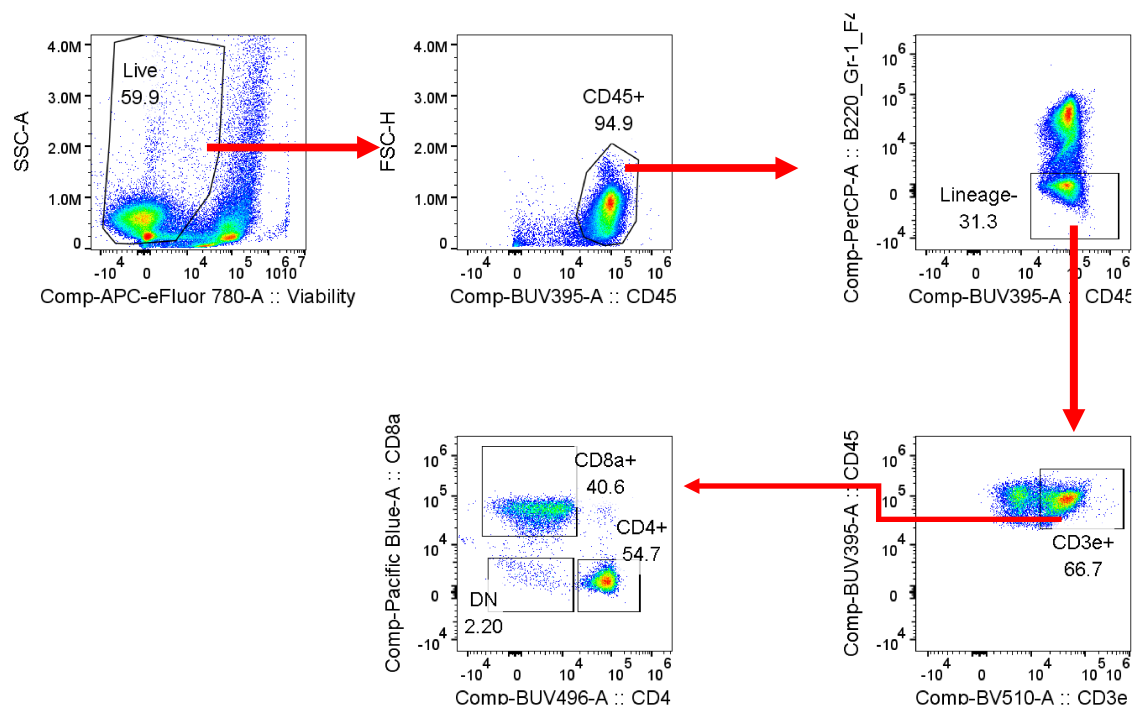 SSC-A
4.0M
3.0M
2.0M
1.0M
0
Live
59.9
-10^4 0 10^4 10^5 10^6 10^7
Comp-APC-eFluor 780-A :: Viability
FSC-H
4.0M
3.0M
2.0M
1.0M
0
CD45+
94.9
-10^4 0 10^4 10^5 10^6
Comp-BUV395-A :: CD45
Comp-PerCP-A :: B220_Gr-1_F4
10^6
10^5
10^4
0
-10^4
Lineage-
31.3
-10^4 0 10^4 10^5 10^6
Comp-BUV395-A :: CD45
Comp-Pacific Blue-A :: CD8a
10^6
10^5
10^4
0
-10^4
CD8a+
40.6
CD4+
54.7
DN
2.20
-10^4 0 10^4 10^5 10^6
Comp-BUV496-A :: CD4
Comp-BUV395-A :: CD45
10^6
10^5
10^4
0
-10^4
CD3e+
66.7
-10^4 0 10^4 10^5 10^6
Comp-BV510-A :: CD3e